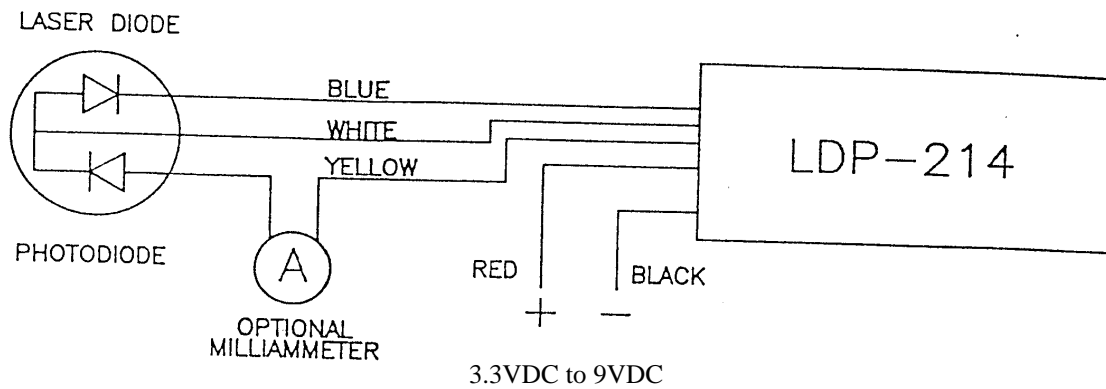 LASER DIODE
BLUE
WHITE
YELLOW
LDP-214
PHOTODIODE
A
RED
BLACK
+
−
OPTIONAL
MILLIAMMETER
3.3VDC to 9VDC